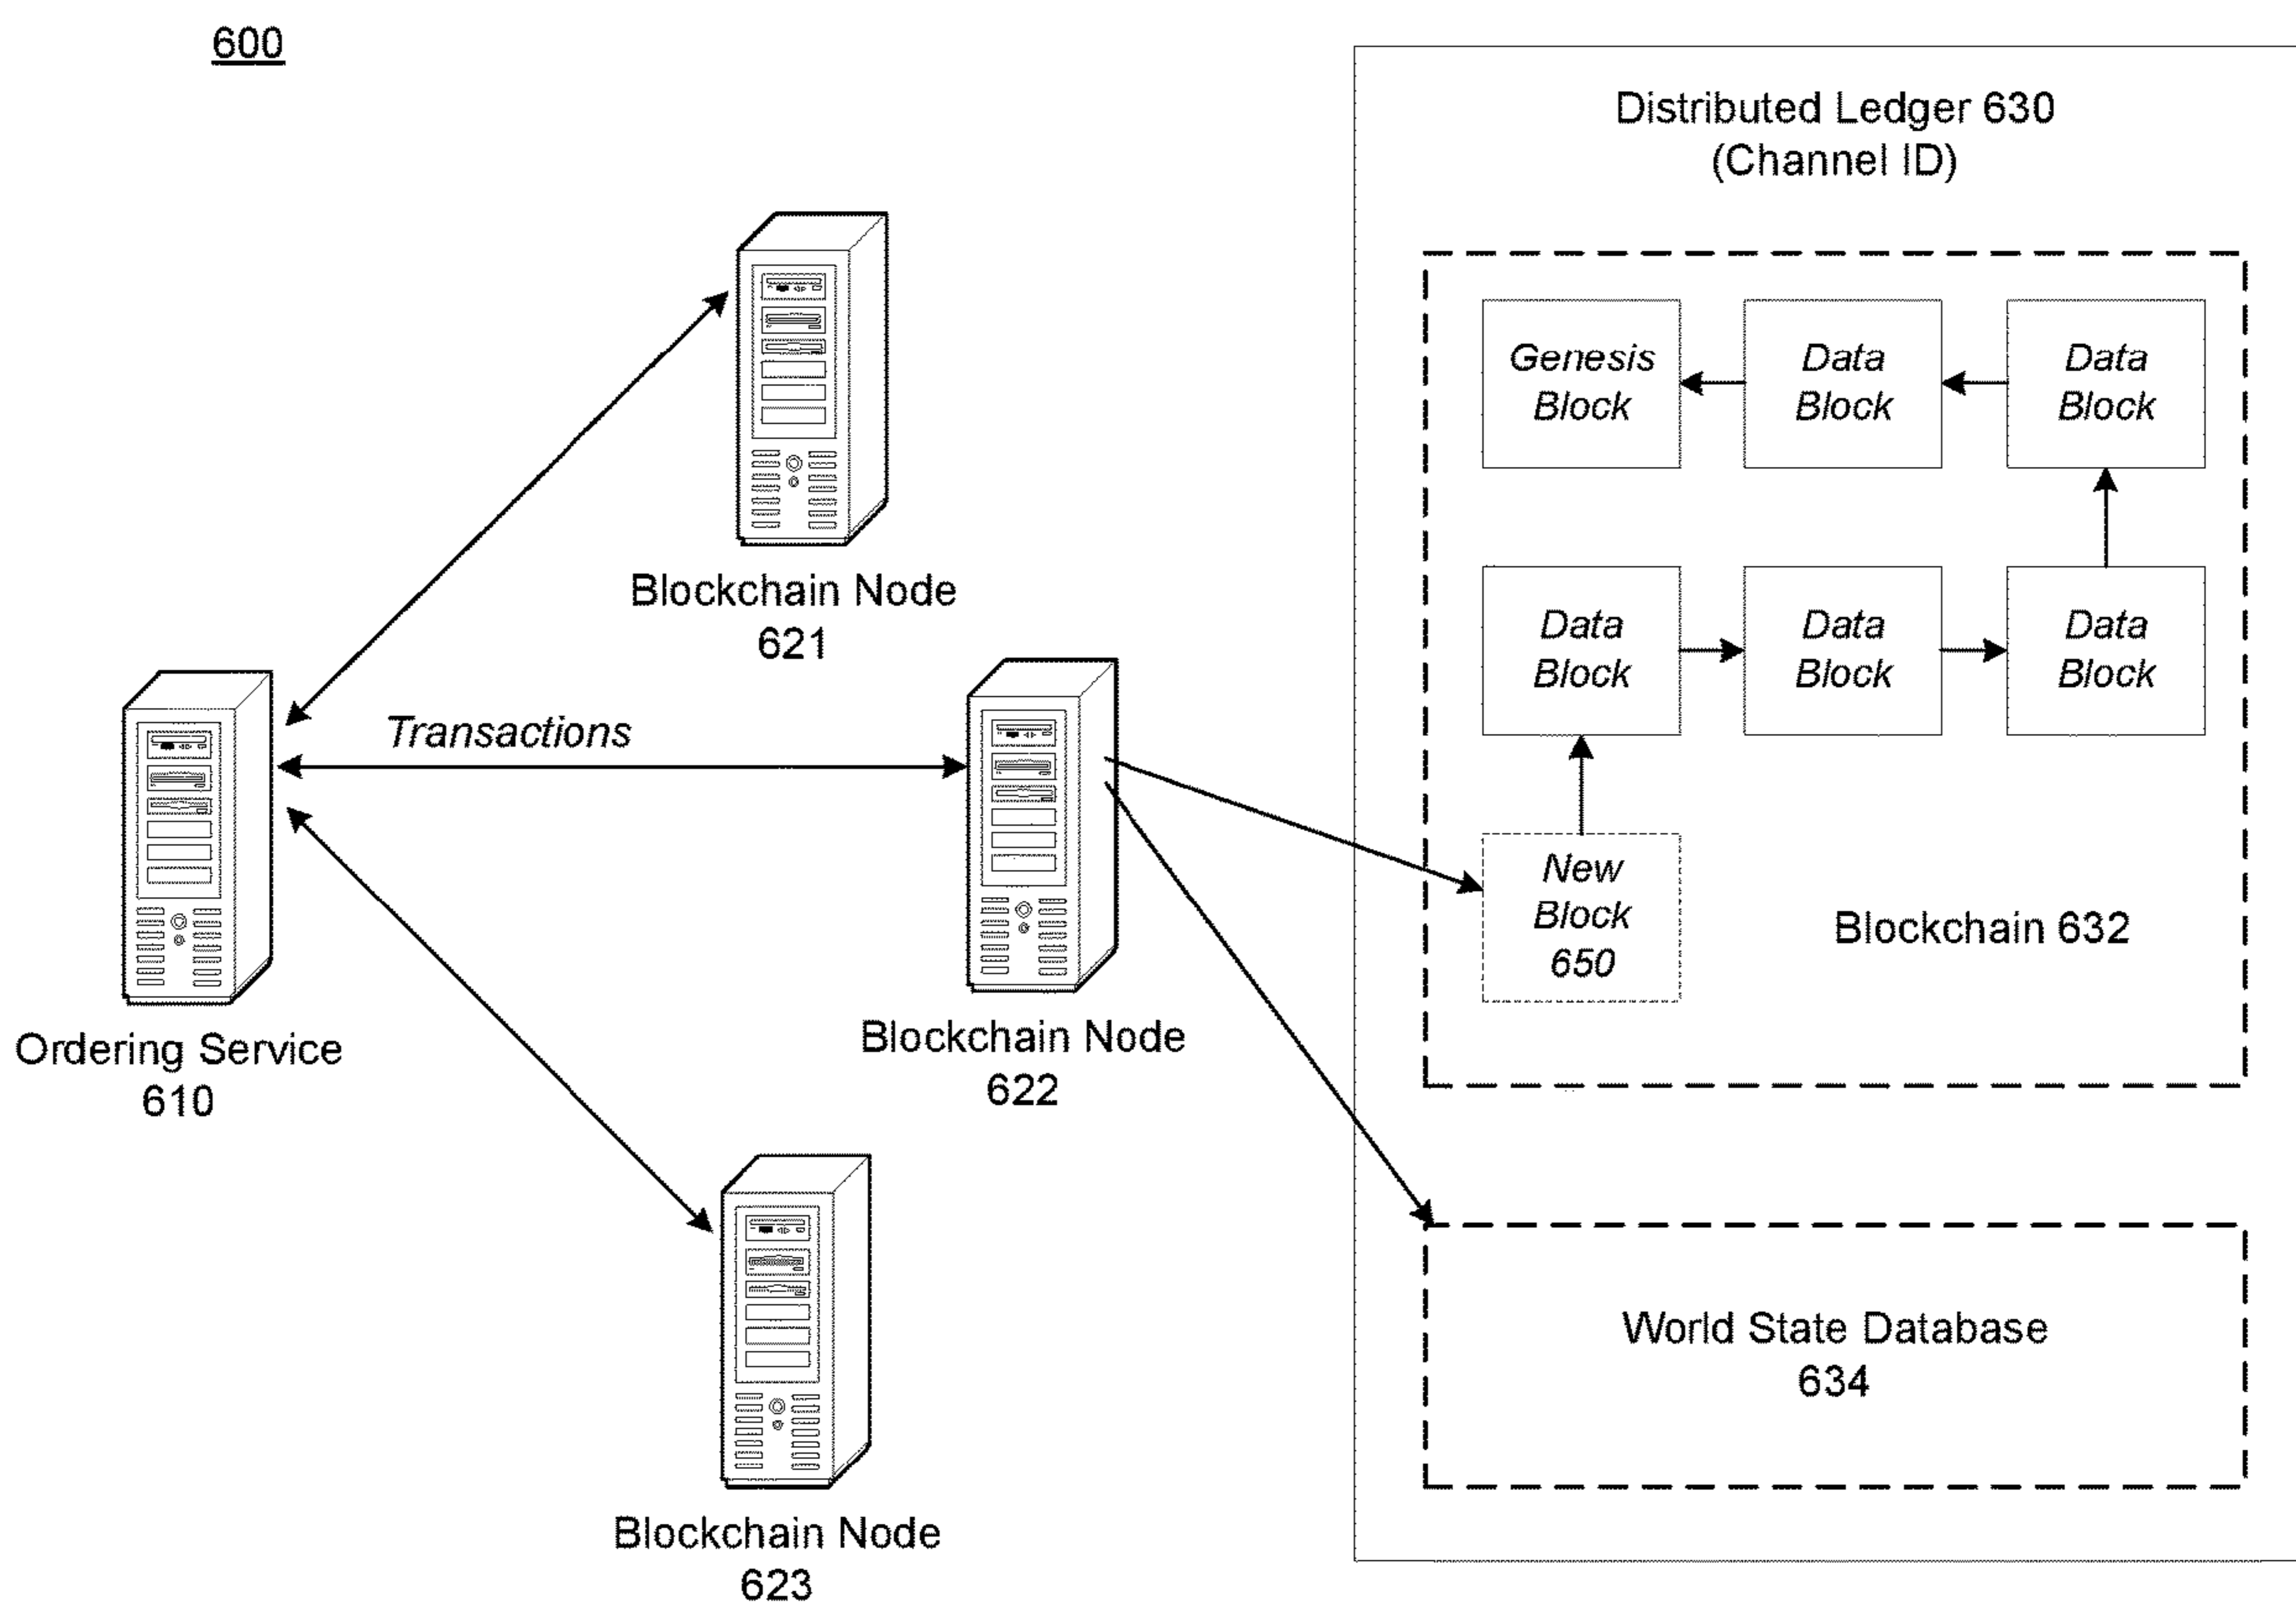 600
Distributed Ledger 630
(Channel ID)
Genesis
Block
Data
Block
Data
Block
Blockchain Node
621
Data
Block
Data
Block
Data
Block
Transactions
New
Block
650
Blockchain 632
Ordering Service
610
Blockchain Node
622
World State Database
634
Blockchain Node
623